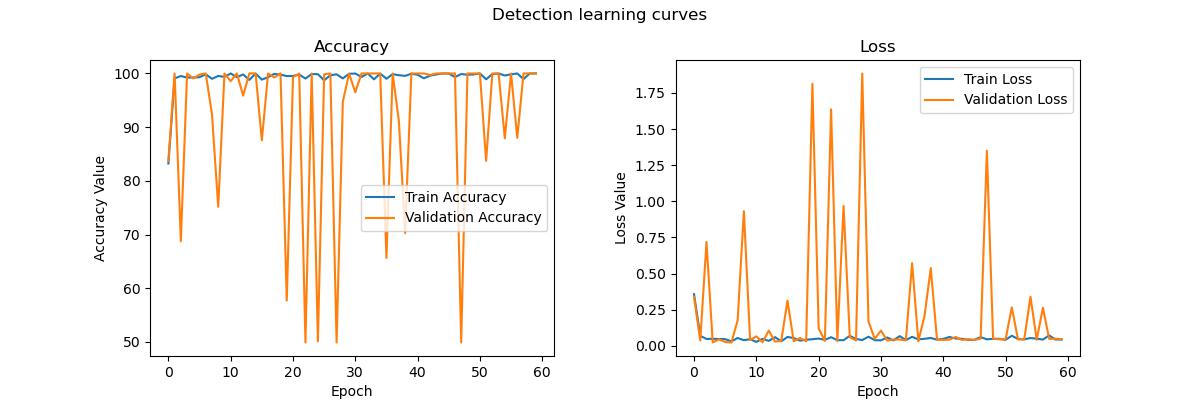 Detection learning curves
Accuracy
100
90
80
70
60
50
Accuracy Value
0 10 20 30 40 50 60
Epoch
Train Accuracy
Validation Accuracy
Loss
1.75
1.50
1.25
1.00
0.75
0.50
0.25
0.00
Loss Value
0 10 20 30 40 50 60
Epoch
Train Loss
Validation Loss